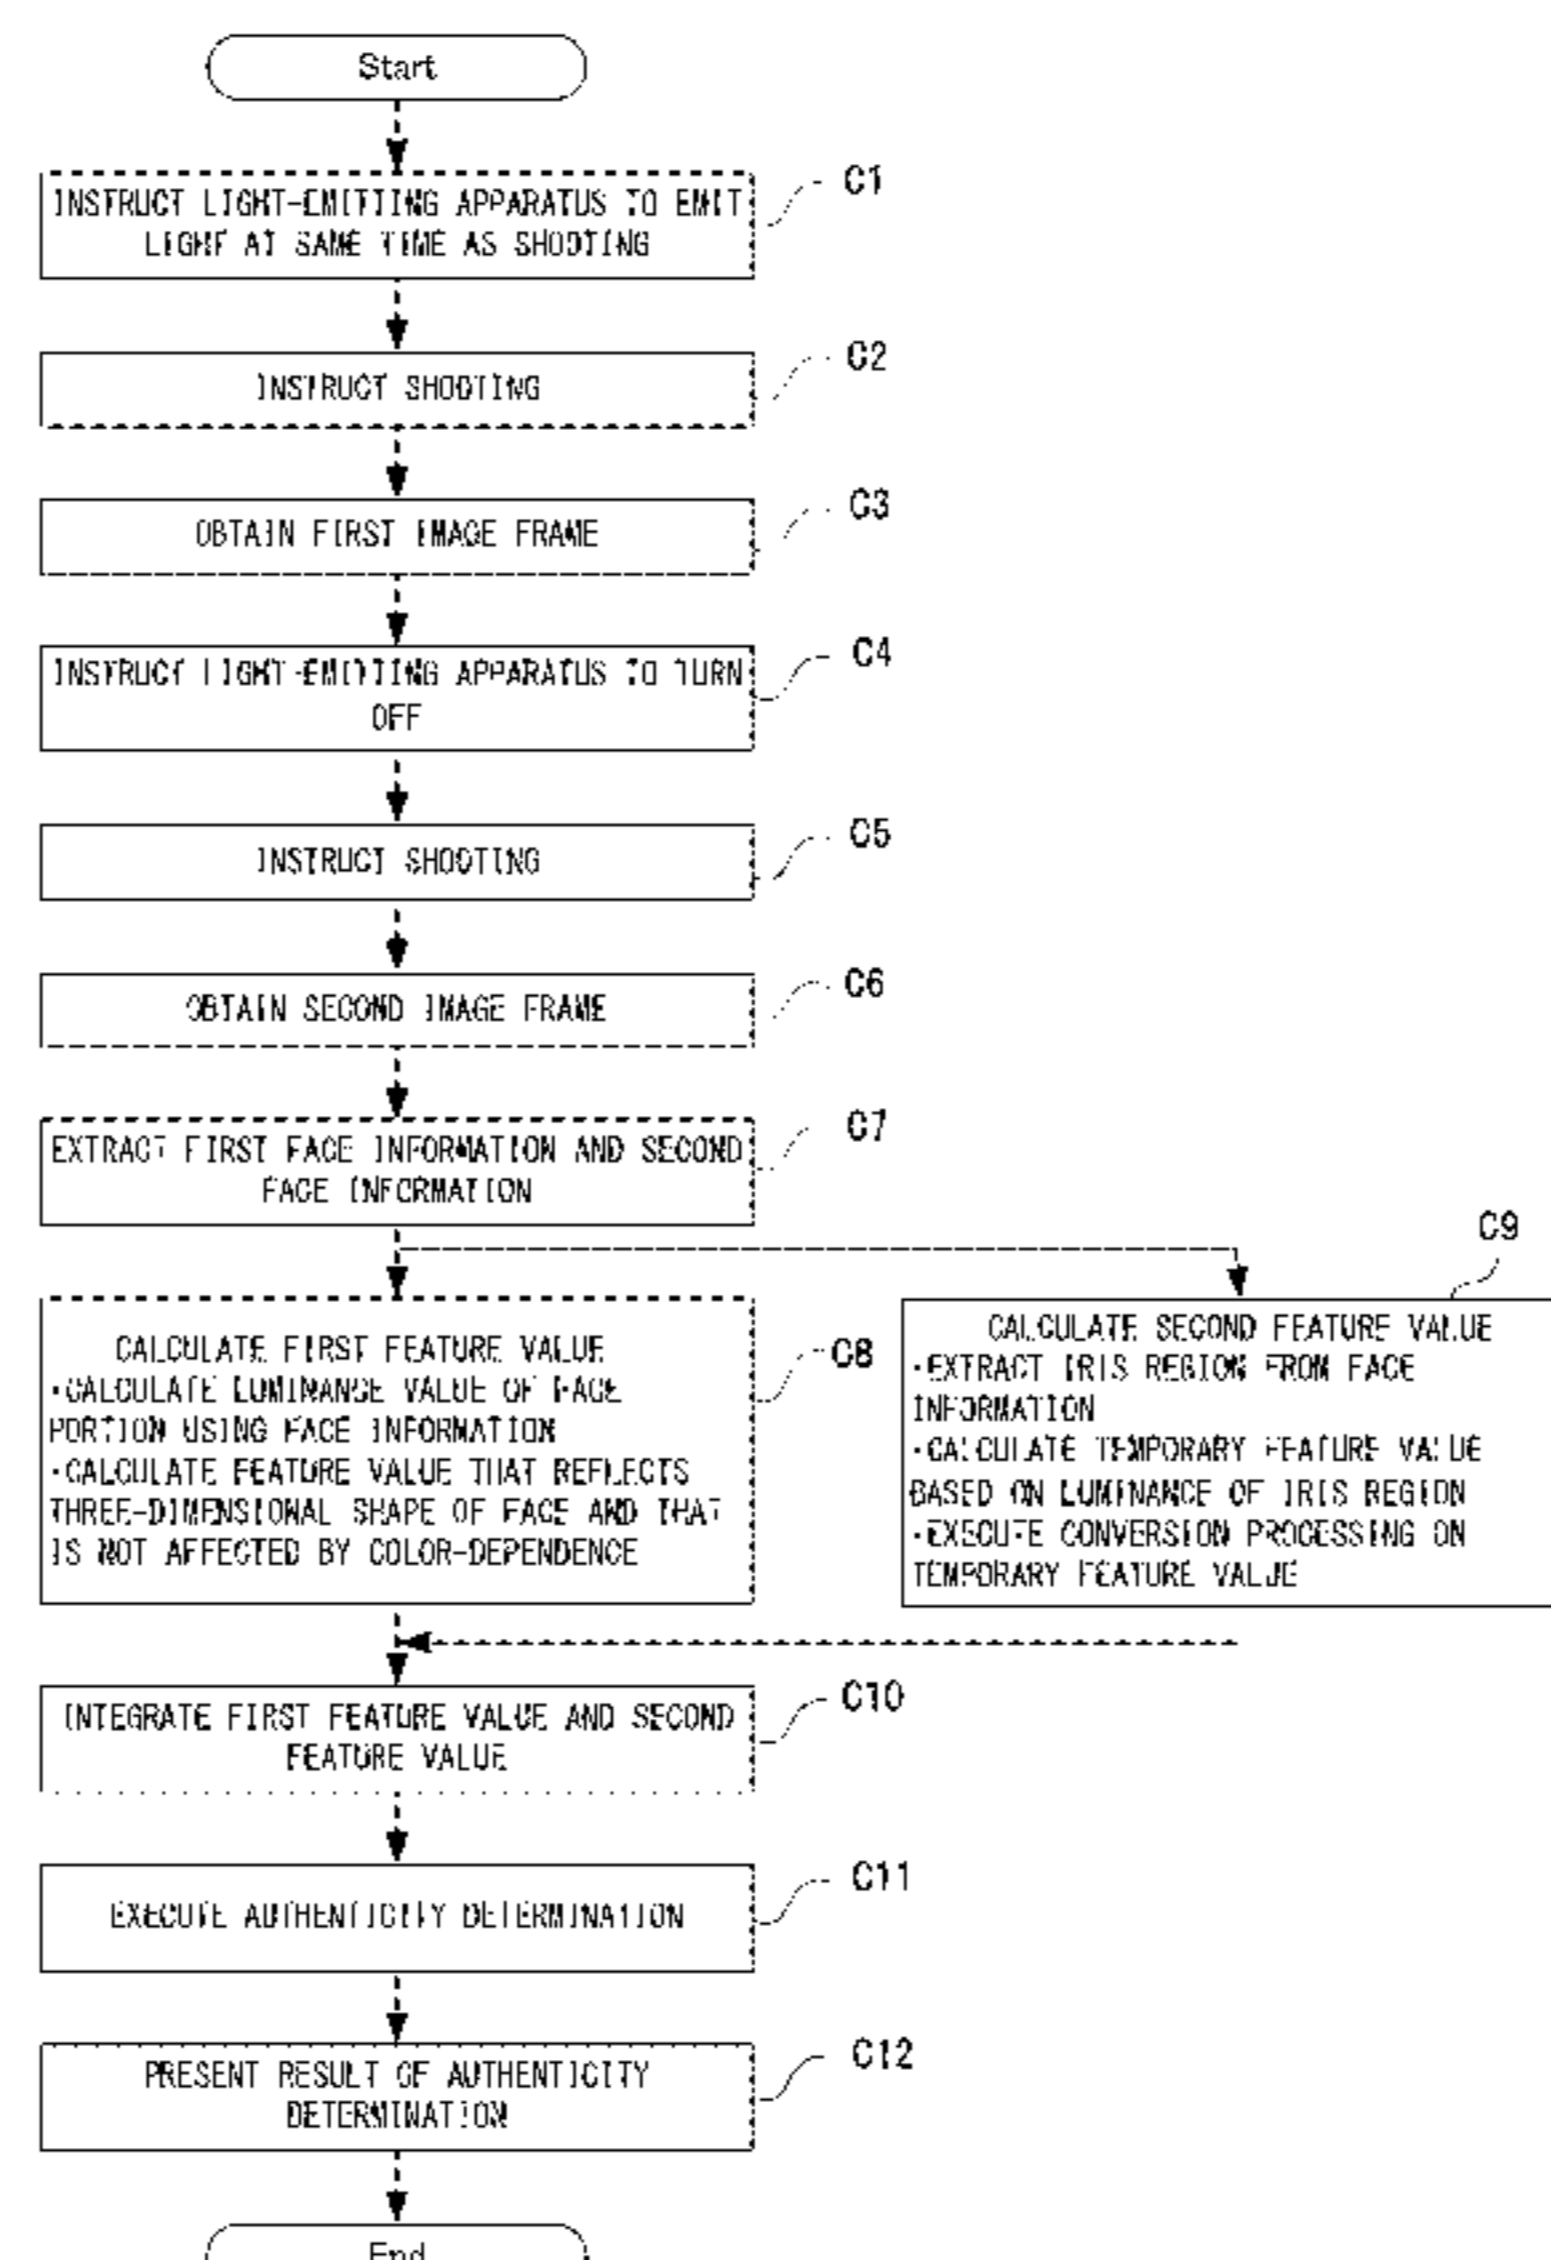 Start
INSTRUCT LIGHT-EMITTING APPARATUS TO EMIT
LIGHT AT SAME TIME AS SHOOTING
C1
INSTRUCT SHOOTING
C2
OBTAIN FIRST IMAGE FRAME
C3
INSTRUCT LIGHT-EMITTING APPARATUS TO TURN
OFF
C4
INSTRUCT SHOOTING
C5
OBTAIN SECOND IMAGE FRAME
C6
EXTRACT FIRST FACE INFORMATION AND SECOND
FACE INFORMATION
C7
CALCULATE FIRST FEATURE VALUE
・CALCULATE LUMINANCE VALUE OF FACE
PORTION USING FACE INFORMATION
・CALCULATE FEATURE VALUE THAT REFLECTS
THREE-DIMENSIONAL SHAPE OF FACE AND THAT
IS NOT AFFECTED BY COLOR-DEPENDENCE
C8
C9
CALCULATE SECOND FEATURE VALUE
・EXTRACT IRIS REGION FROM FACE
INFORMATION
・CALCULATE TEMPORARY FEATURE VALUE
BASED ON LUMINANCE OF IRIS REGION
・EXECUTE CONVERSION PROCESSING ON
TEMPORARY FEATURE VALUE
INTEGRATE FIRST FEATURE VALUE AND SECOND
FEATURE VALUE
C10
EXECUTE AUTHENTICITY DETERMINATION
C11
PRESENT RESULT OF AUTHENTICITY
DETERMINATION
C12
End